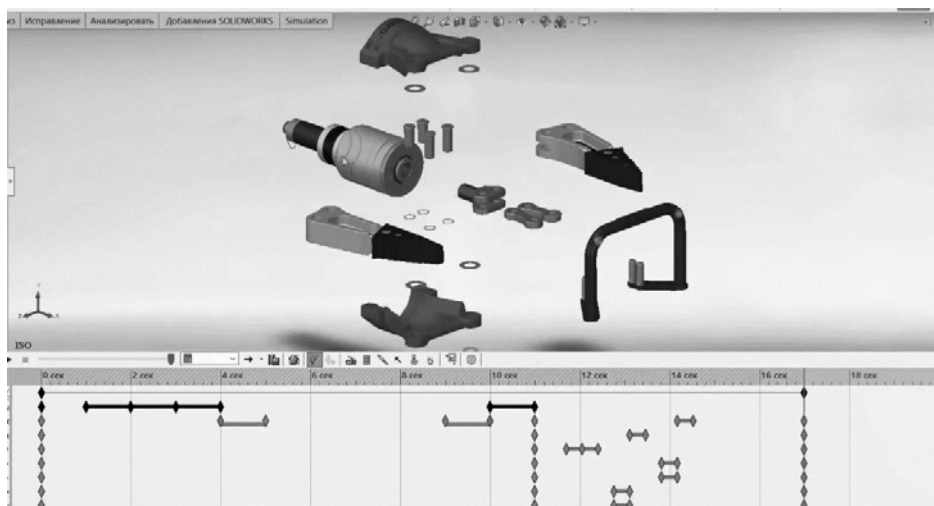 из Исправление Анализировать Добавления SOLIDWORKS Simulation
Y
Z X
ISO
0 сек 2 сек 4 сек 6 сек 8 сек 10 сек 12 сек 14 сек 16 сек 18 сек